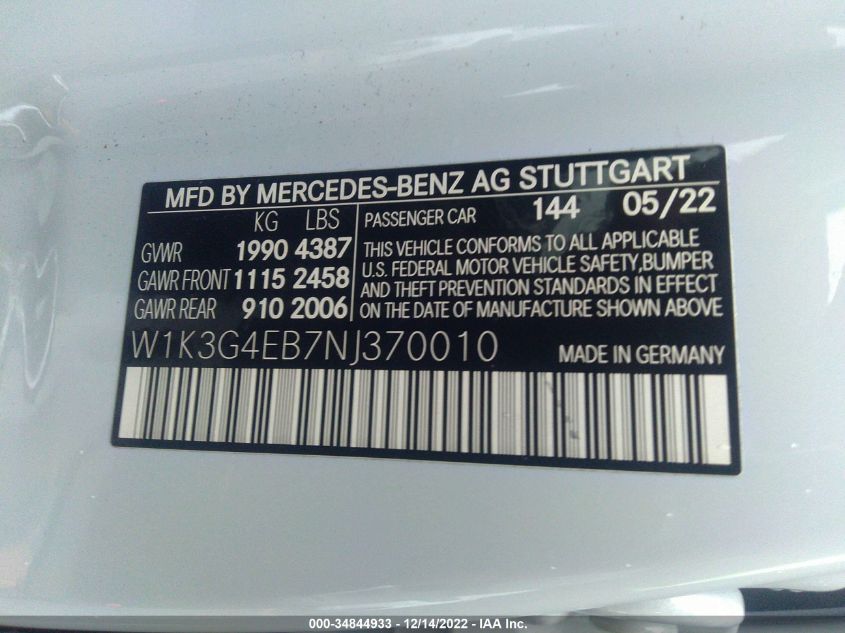 MFD BY MERCEDES-BENZ AG STUTTGART
KG LBS
GVWR 1990 4387
GAWR FRONT 1115 2458
GAWR REAR 910 2006
PASSENGER CAR 144 05/22
THIS VEHICLE CONFORMS TO ALL APPLICABLE
U.S. FEDERAL MOTOR VEHICLE SAFETY,BUMPER
AND THEFT PREVENTION STANDARDS IN EFFECT
ON THE DATE OF MANUFACTURE SHOWN ABOVE
W1K3G4EB7NJ370010 MADE IN GERMANY
000-34844933 - 12/14/2022 - IAA Inc.